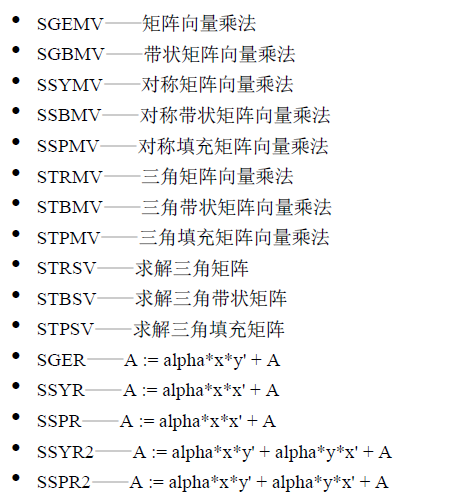 • SGEMV——矩阵向量乘法
• SGBMV——带状矩阵向量乘法
• SSYMV——对称矩阵向量乘法
• SSBMV——对称带状矩阵向量乘法
• SSPMV——对称填充矩阵向量乘法
• STRMV——三角矩阵向量乘法
• STBMV——三角带状矩阵向量乘法
• STPMV——三角填充矩阵向量乘法
• STRSV——求解三角矩阵
• STBSV——求解三角带状矩阵
• STPSV——求解三角填充矩阵
• SGER——A := alpha*x*y' + A
• SSYR——A := alpha*x*x' + A
• SSPR——A := alpha*x*x' + A
• SSYR2——A := alpha*x*y' + alpha*y*x' + A
• SSPR2——A := alpha*x*y' + alpha*y*x' + A